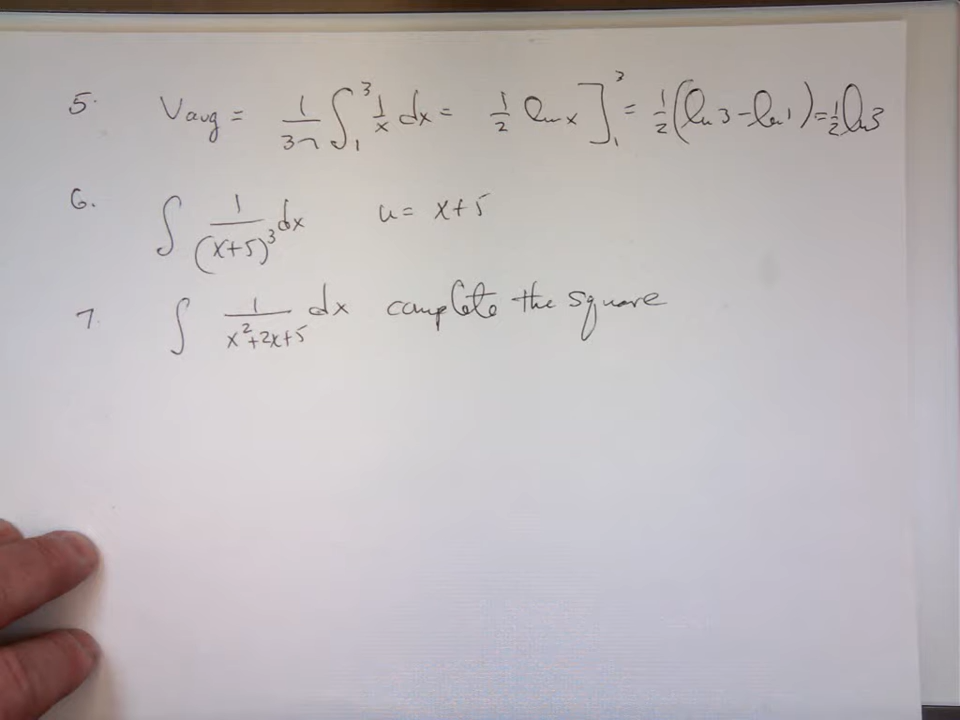 5. Vavg = 1/(3-1) ∫₁³ 1/x dx = 1/2 ln x ]₁³ = 1/2 (ln 3 - ln 1) = 1/2 ln 3
6. ∫ 1/(x+5)³ dx u = x+5
7. ∫ 1/(x²+2x+5) dx complete the square